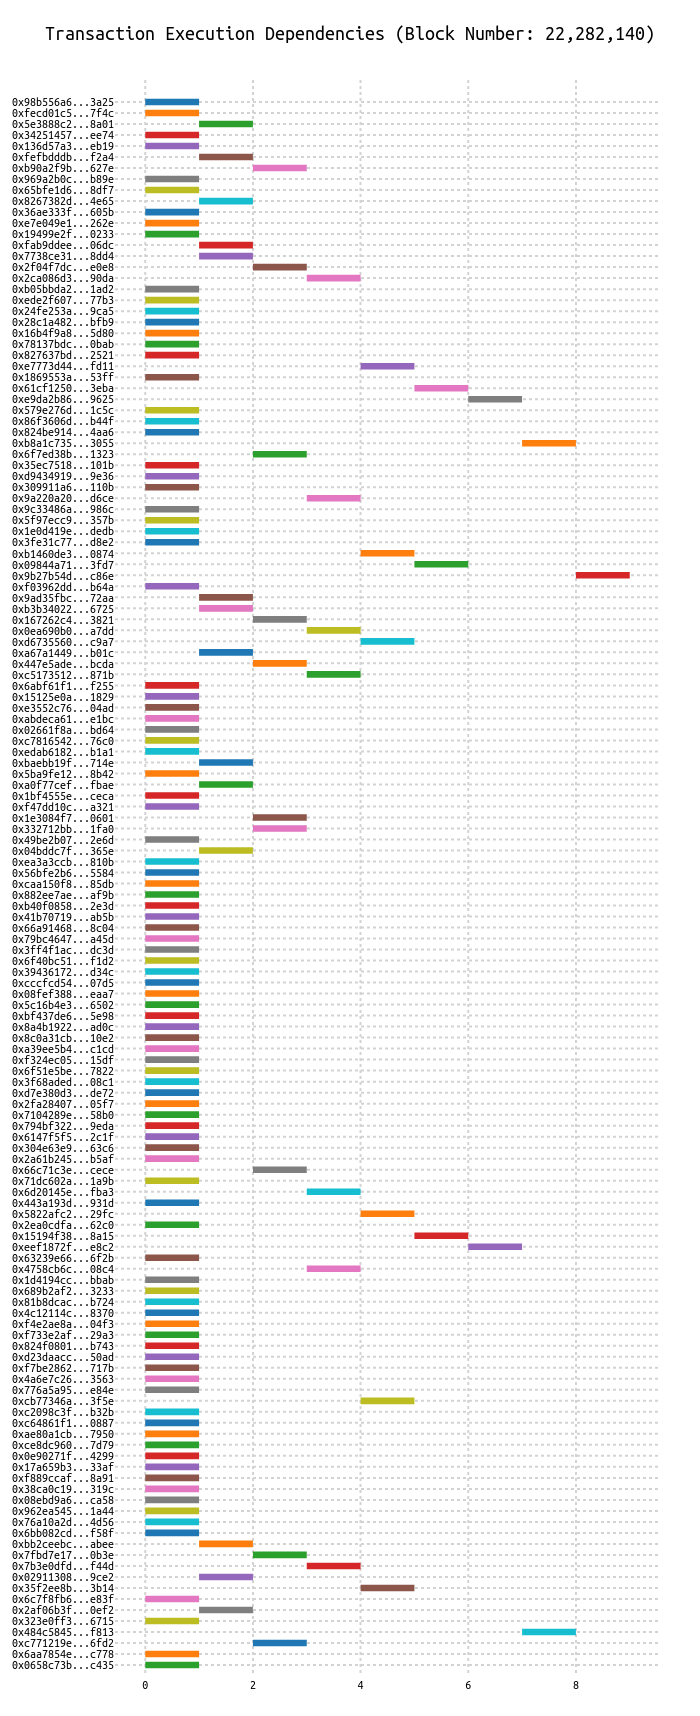 Transaction Execution Dependencies (Block Number: 22,282,140)
0x98b556a6...3a25
0xfecd01c5...7f4c
0x5e3888c2...8a01
0x34251457...ee74
0x136d57a3...eb19
0xfefbdddb...f2a4
0xb90a2f9b...627e
0x969a2b0c...b89e
0x65bfe1d6...8df7
0x8267382d...4e65
0x36ae333f...605b
0xe7e049e1...262e
0x19499e2f...0233
0xfab9ddee...06dc
0x7738ce31...8dd4
0x2f04f7dc...e0e8
0x2ca086d3...90da
0xb05bbda2...1ad2
0xede2f607...77b3
0x24fe253a...9ca5
0x28c1a482...bfb9
0x16b4f9a8...5d80
0x78137bdc...0bab
0x827637bd...2521
0xe7773d44...fd11
0x1869553a...53ff
0x61cf1250...3eba
0xe9da2b86...9625
0x579e276d...1c5c
0x86f3606d...b44f
0x824be914...4aa6
0xb8a1c735...3055
0x6f7ed38b...1323
0x35ec7518...101b
0xd9434919...9e36
0x309911a6...110b
0x9a220a20...d6ce
0x9c33486a...986c
0x5f97ecc9...357b
0x1e0d419e...dedb
0x3fe31c77...d8e2
0xb1460de3...0874
0x09844a71...3fd7
0x9b27b54d...c86e
0xf03962dd...b64a
0x9ad35fbc...72aa
0xb3b34022...6725
0x167262c4...3821
0x0ea690b0...a7dd
0xd6735560...c9a7
0xa67a1449...b01c
0x447e5ade...bcda
0xc5173512...871b
0x6abf61f1...f255
0x15125e0a...1829
0xe3552c76...04ad
0xabdeca61...e1bc
0x02661f8a...bd64
0xc7816542...76c0
0xedab6182...b1a1
0xbaebb19f...714e
0x5ba9fe12...8b42
0xa0f77cef...fbae
0x1bf4555e...ceca
0xf47dd10c...a321
0x1e3084f7...0601
0x332712bb...1fa0
0x49be2b07...2e6d
0x04bddc7f...365e
0xea3a3ccb...810b
0x56bfe2b6...5584
0xcaa150f8...85db
0x882ee7ae...af9b
0xb40f0858...2e3d
0x41b70719...ab5b
0x66a91468...8c04
0x79bc4647...a45d
0x3ff4f1ac...dc3d
0x6f40bc51...f1d2
0x39436172...d34c
0xcccfcd54...07d5
0x08fef388...eaa7
0x5c16b4e3...6502
0xbf437de6...5e98
0x8a4b1922...ad0c
0x8c0a31cb...10e2
0xa39ee5b4...c1cd
0xf324ec05...15df
0x6f51e5be...7822
0x3f68aded...08c1
0xd7e380d3...de72
0x2fa28407...05f7
0x7104289e...58b0
0x794bf322...9eda
0x6147f5f5...2c1f
0x304e63e9...63c6
0x2a61b245...b5af
0x66c71c3e...cece
0x71dc602a...1a9b
0x6d20145e...fba3
0x443a193d...931d
0x5822afc2...29fc
0x2ea0cdfa...62c0
0x15194f38...8a15
0xeef1872f...e8c2
0x63239e66...6f2b
0x4758cb6c...08c4
0x1d4194cc...bbab
0x689b2af2...3233
0x81b8dcac...b724
0x4c12114c...8370
0xf4e2ae8a...04f3
0xf733e2af...29a3
0x824f0801...b743
0xd23daacc...50ad
0xf7be2862...717b
0x4a6e7c26...3563
0x776a5a95...e84e
0xcb77346a...3f5e
0xc2098c3f...b32b
0xc64861f1...0887
0xae80a1cb...7950
0xce8dc960...7d79
0x0e90271f...4299
0x17a659b3...33af
0xf889ccaf...8a91
0x38ca0c19...319c
0x08ebd9a6...ca58
0x962ea545...1a44
0x76a10a2d...4d56
0x6bb082cd...f58f
0xbb2ceebc...abee
0x7fbd7e17...0b3e
0x7b3e0dfd...f44d
0x02911308...9ce2
0x35f2ee8b...3b14
0x6c7f8fb6...e83f
0x2af06b3f...0ef2
0x323e0ff3...6715
0x484c5845...f813
0xc771219e...6fd2
0x6aa7854e...c778
0x0658c73b...c435
0 2 4 6 8